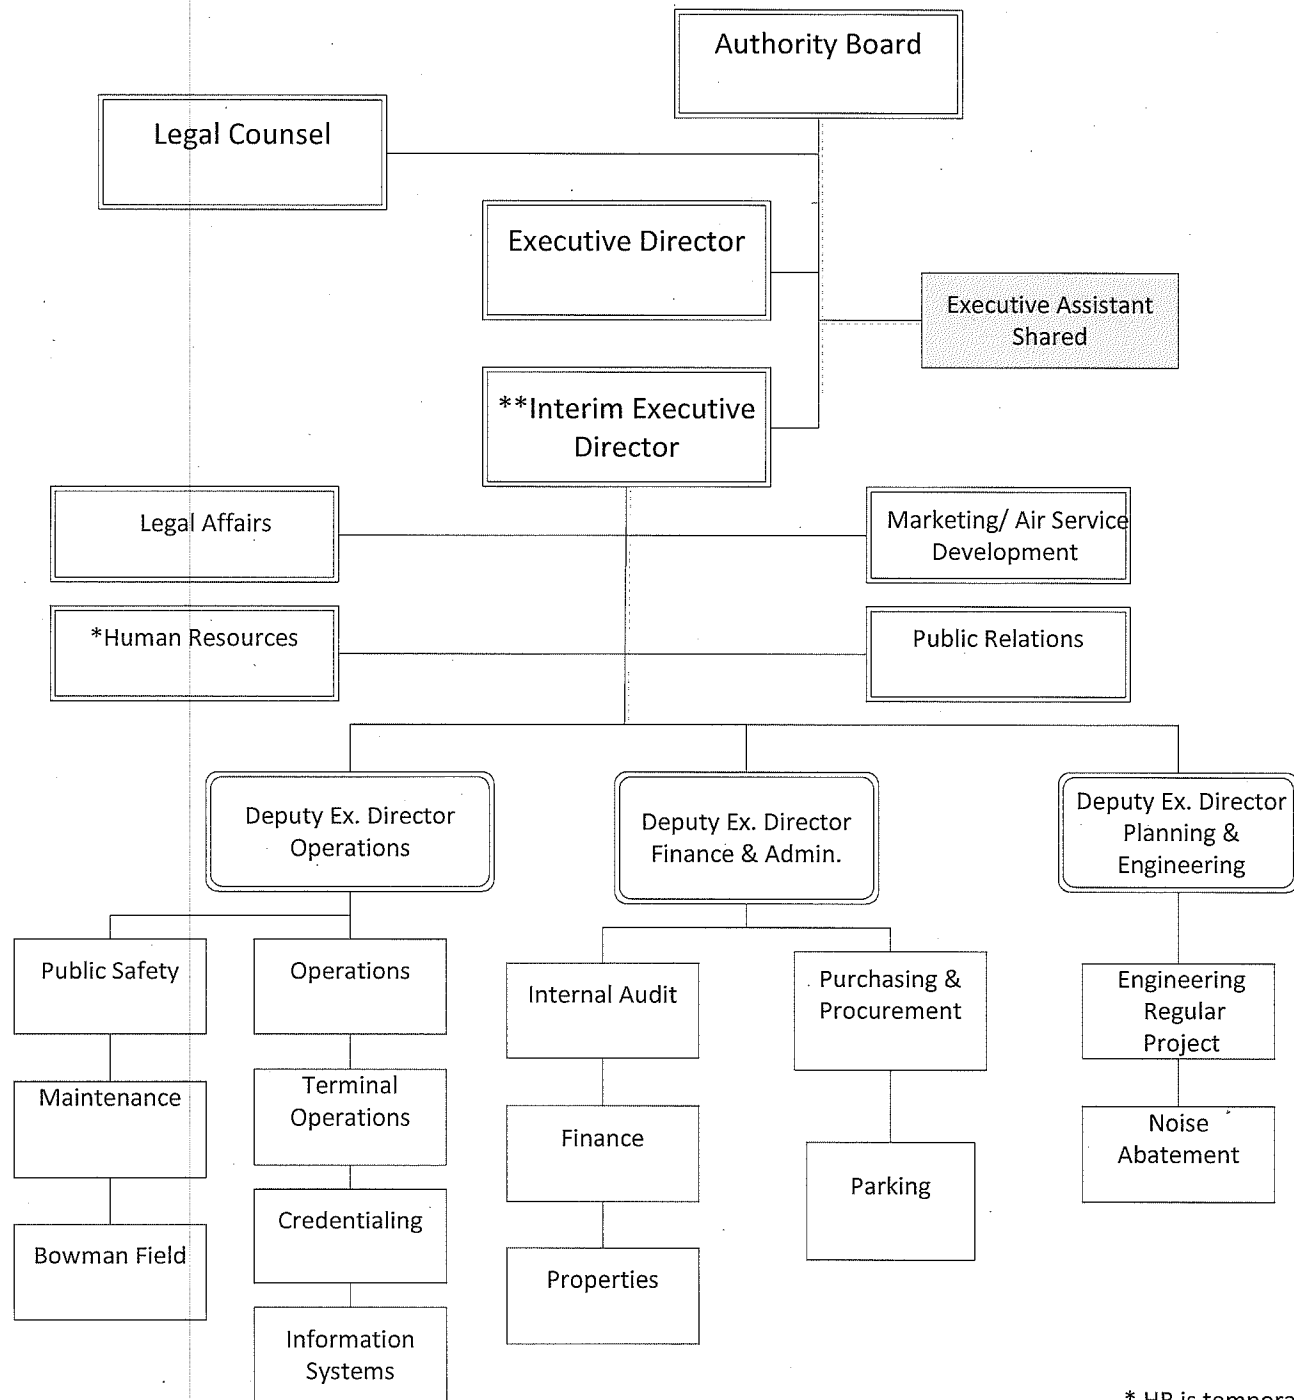 Authority Board
Legal Counsel
Executive Director
Executive Assistant
Shared
**Interim Executive
Director
Legal Affairs
Marketing/ Air Service
Development
*Human Resources
Public Relations
Deputy Ex. Director
Operations
Deputy Ex. Director
Finance & Admin.
Deputy Ex. Director
Planning &
Engineering
Public Safety
Operations
Internal Audit
Purchasing &
Procurement
Engineering
Regular
Project
Maintenance
Terminal
Operations
Finance
Noise
Abatement
Parking
Bowman Field
Credentialing
Properties
Information
Systems
* HR is